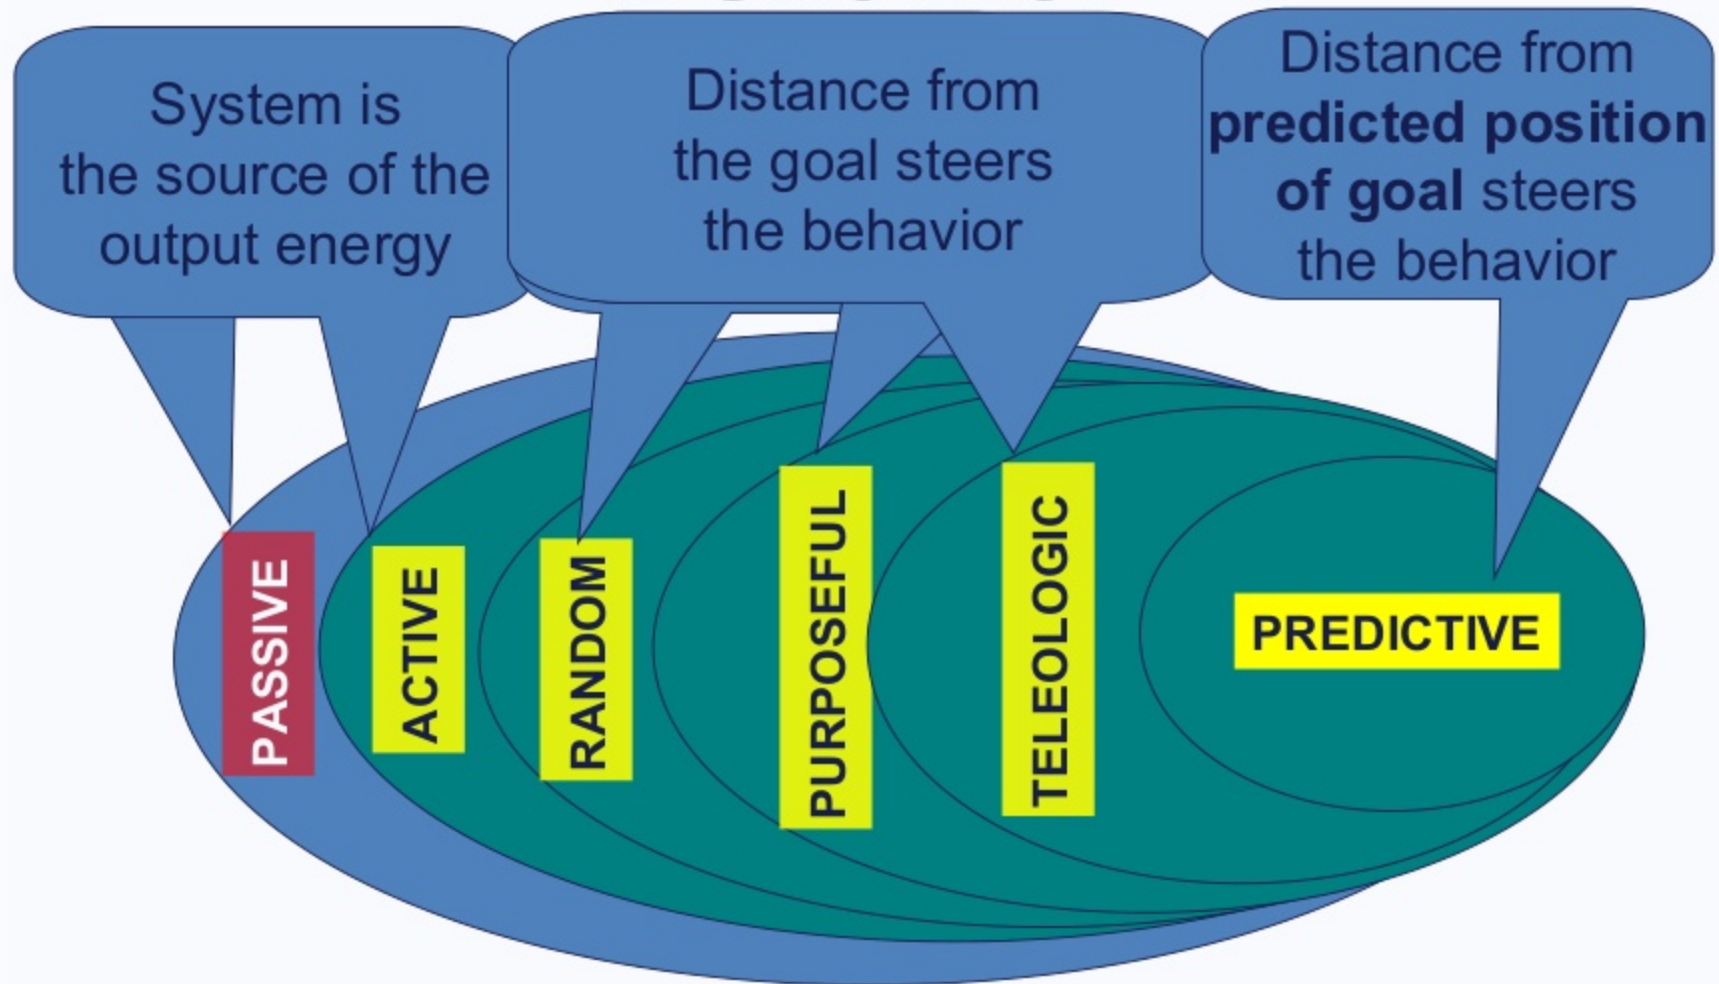 System is
the source of the
output energy
Distance from
the goal steers
the behavior
Distance from
predicted position
of goal steers
the behavior
PASSIVE
ACTIVE
RANDOM
PURPOSEFUL
TELEOLOGIC
PREDICTIVE